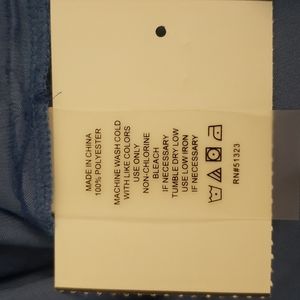 MADE IN CHINA
100% POLYESTER
MACHINE WASH COLD
WITH LIKE COLORS
USE ONLY
NON-CHLORINE
BLEACH
IF NECESSARY
TUMBLE DRY LOW
USE LOW IRON
IF NECESSARY
RN#51323